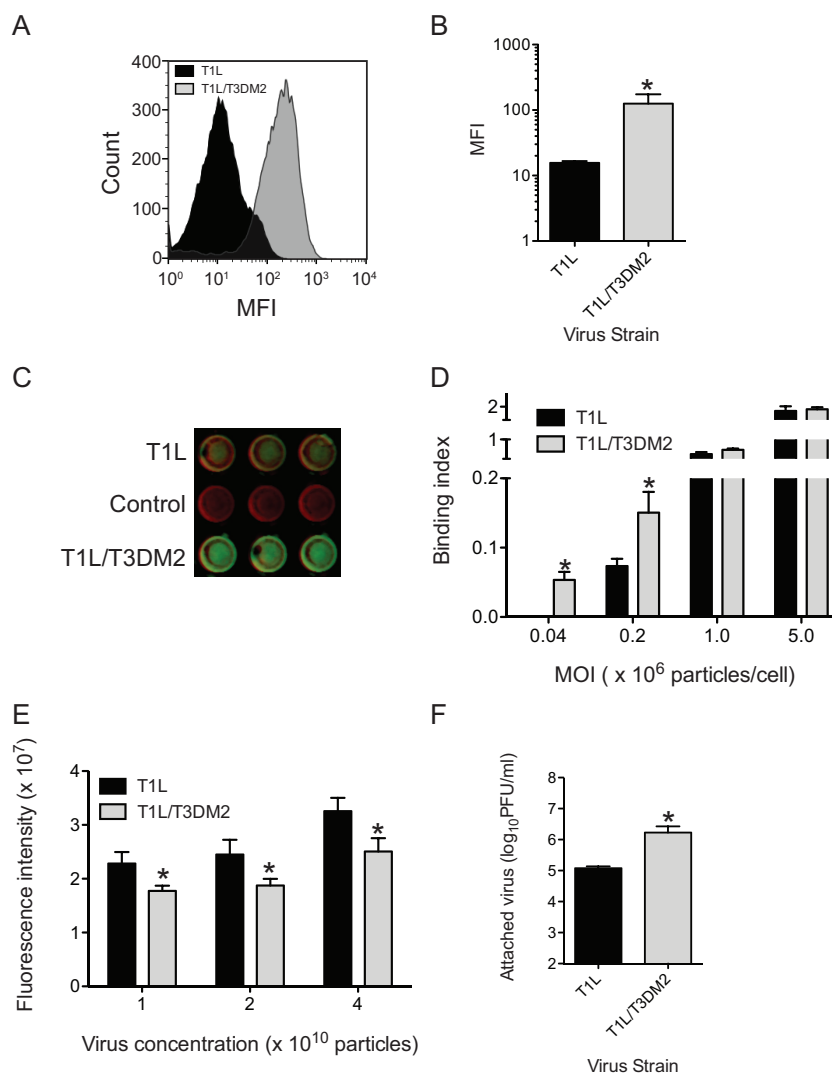 A
400
300
200
100
0
Count
T1L
T1L/T3DM2
10⁰ 10¹ 10² 10³ 10⁴
MFI
B
1000
100
10
1
MFI
*
T1L
T1L/T3DM2
Virus Strain
C
T1L
Control
T1L/T3DM2
D
2
1
0.2
0.1
0.0
Binding index
T1L
T1L/T3DM2
*
*
0.04 0.2 1.0 5.0
MOI ( x 10⁶ particles/cell)
E
4
3
2
1
0
Fluorescence intensity (x 10⁷)
T1L
T1L/T3DM2
* * *
1 2 4
Virus concentration (x 10¹⁰ particles)
F
8
7
6
5
4
3
2
Attached virus (log₁₀PFU/ml)
*
T1L
T1L/T3DM2
Virus Strain